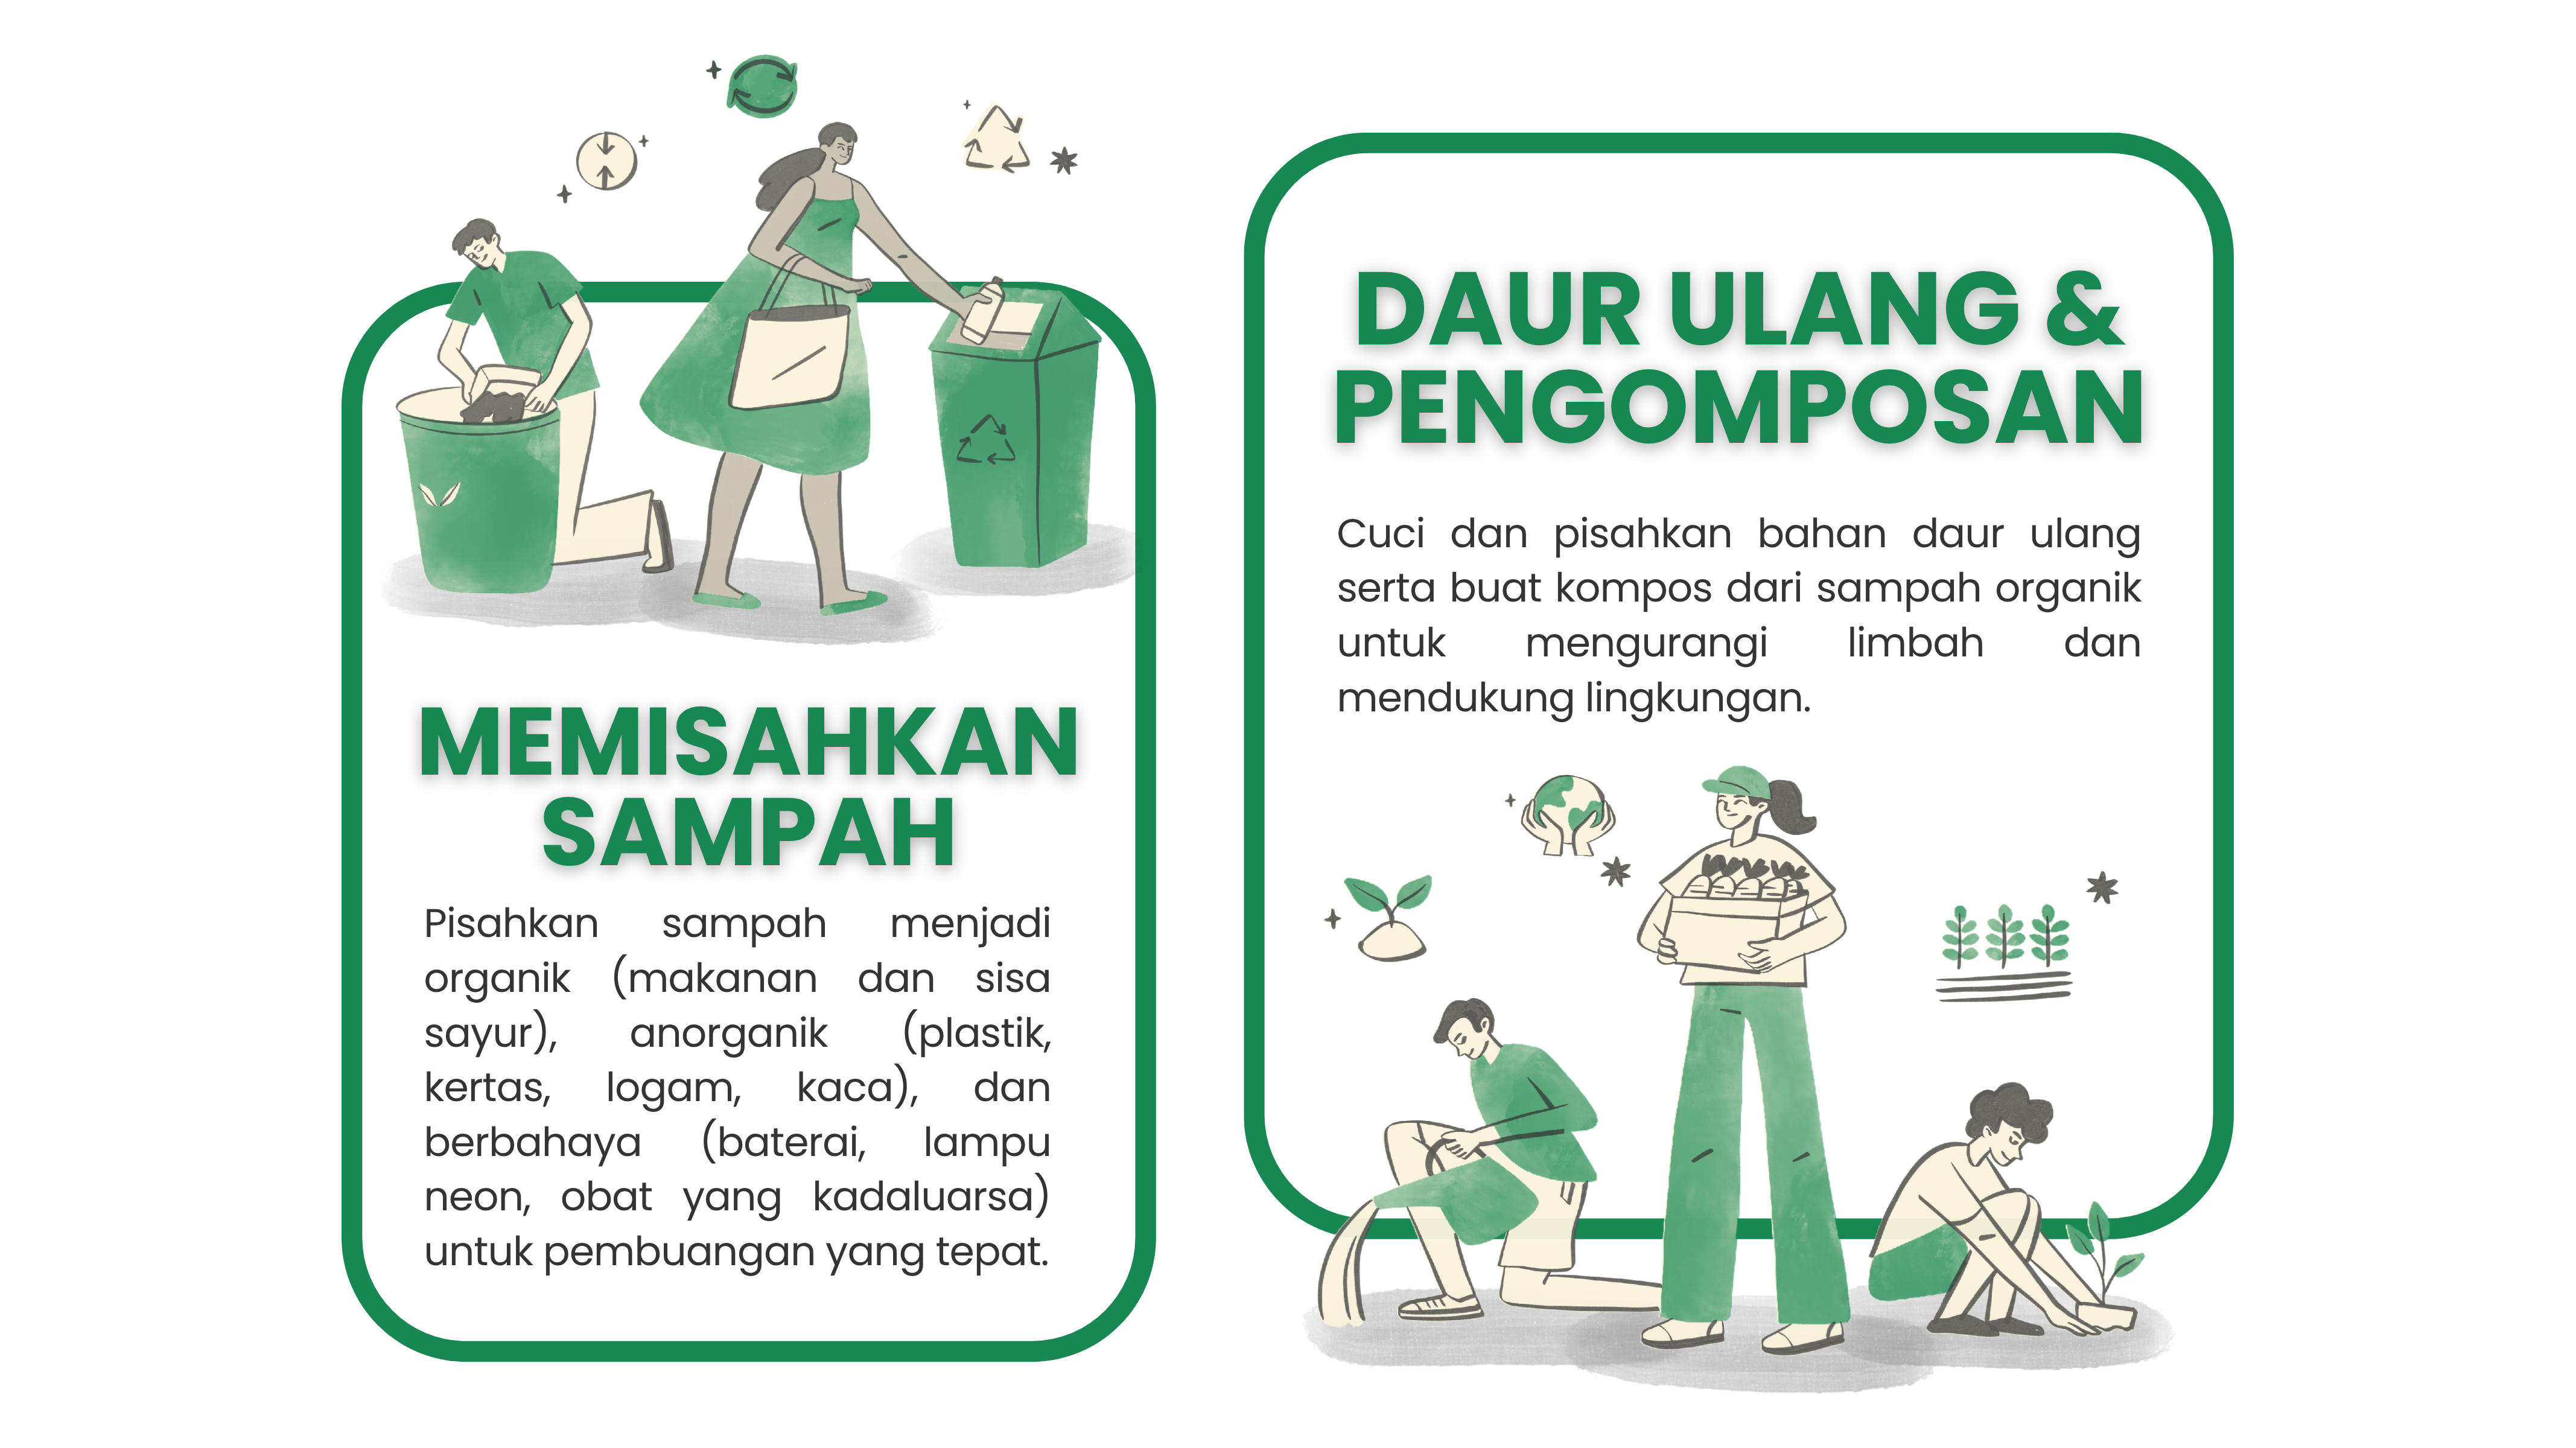 MEMISAHKAN
SAMPAH
Pisahkan sampah menjadi
organik (makanan dan sisa
sayur), anorganik (plastik,
kertas, logam, kaca), dan
berbahaya (baterai, lampu
neon, obat yang kadaluarsa)
untuk pembuangan yang tepat.
DAUR ULANG &
PENGOMPOSAN
Cuci dan pisahkan bahan daur ulang
serta buat kompos dari sampah organik
untuk mengurangi limbah dan
mendukung lingkungan.